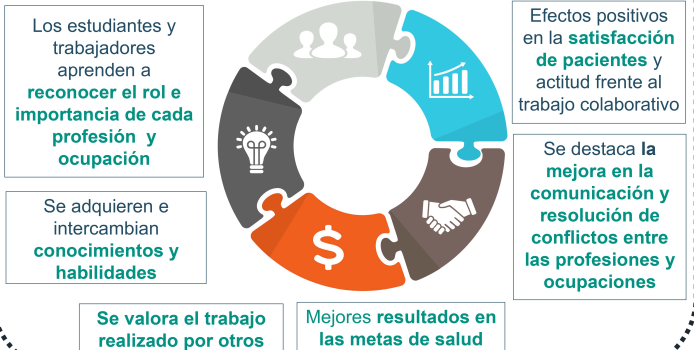 Los estudiantes y
trabajadores
aprenden a
reconocer el rol e
importancia de cada
profesión y
ocupación
Se adquieren e
intercambian
conocimientos y
habilidades
Se valora el trabajo
realizado por otros
Mejores resultados en
las metas de salud
Efectos positivos
en la satisfacción
de pacientes y
actitud frente al
trabajo colaborativo
Se destaca la
mejora en la
comunicación y
resolución de
conflictos entre
las profesiones y
ocupaciones
$